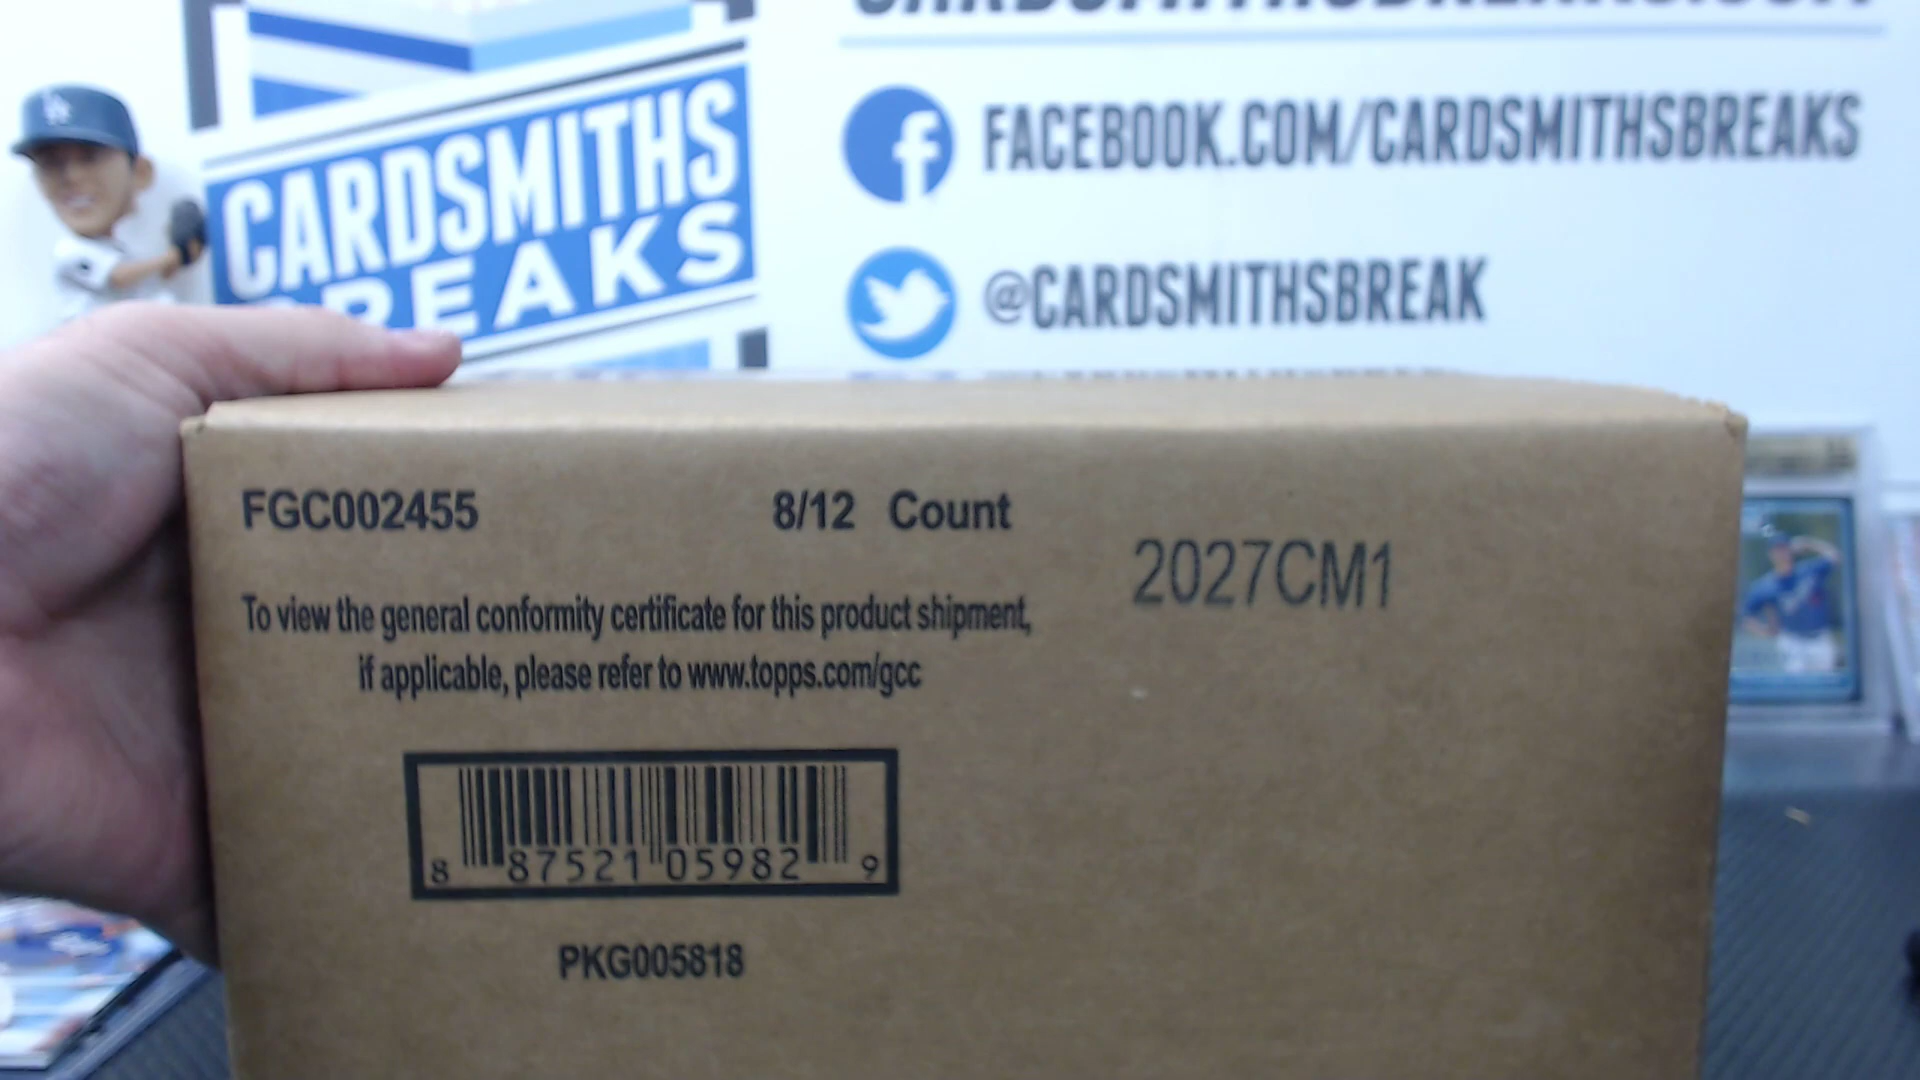 CARDSMITHS
BREAKS
FACEBOOK.COM/CARDSMITHSBREAKS
@CARDSMITHSBREAK
FGC002455 8/12 Count
2027CM1
To view the general conformity certificate for this product shipment,
if applicable, please refer to www.topps.com/gcc
8 87521 05982 9
PKG005818